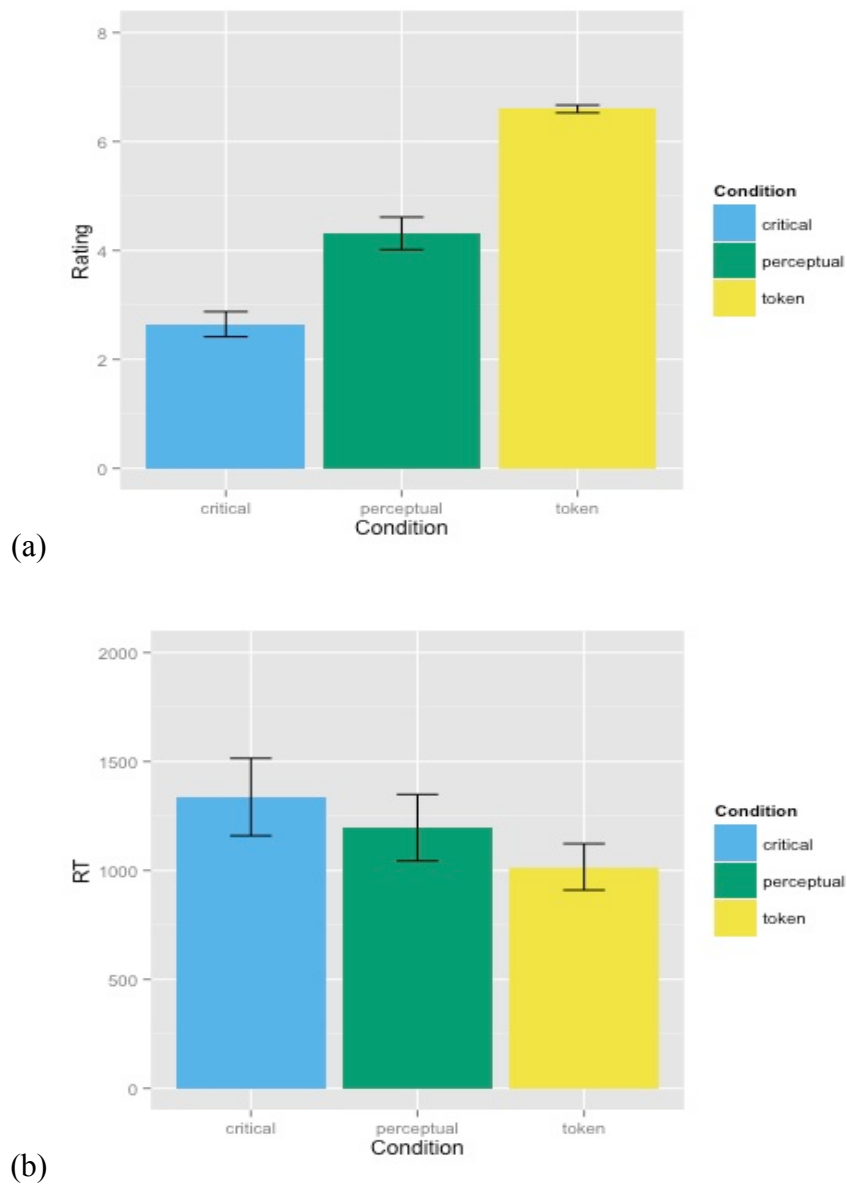 8
6
4
2
0
Rating
critical
perceptual
token
Condition
Condition
critical
perceptual
token
(a)
2000
1500
1000
500
0
RT
critical
perceptual
token
Condition
Condition
critical
perceptual
token
(b)